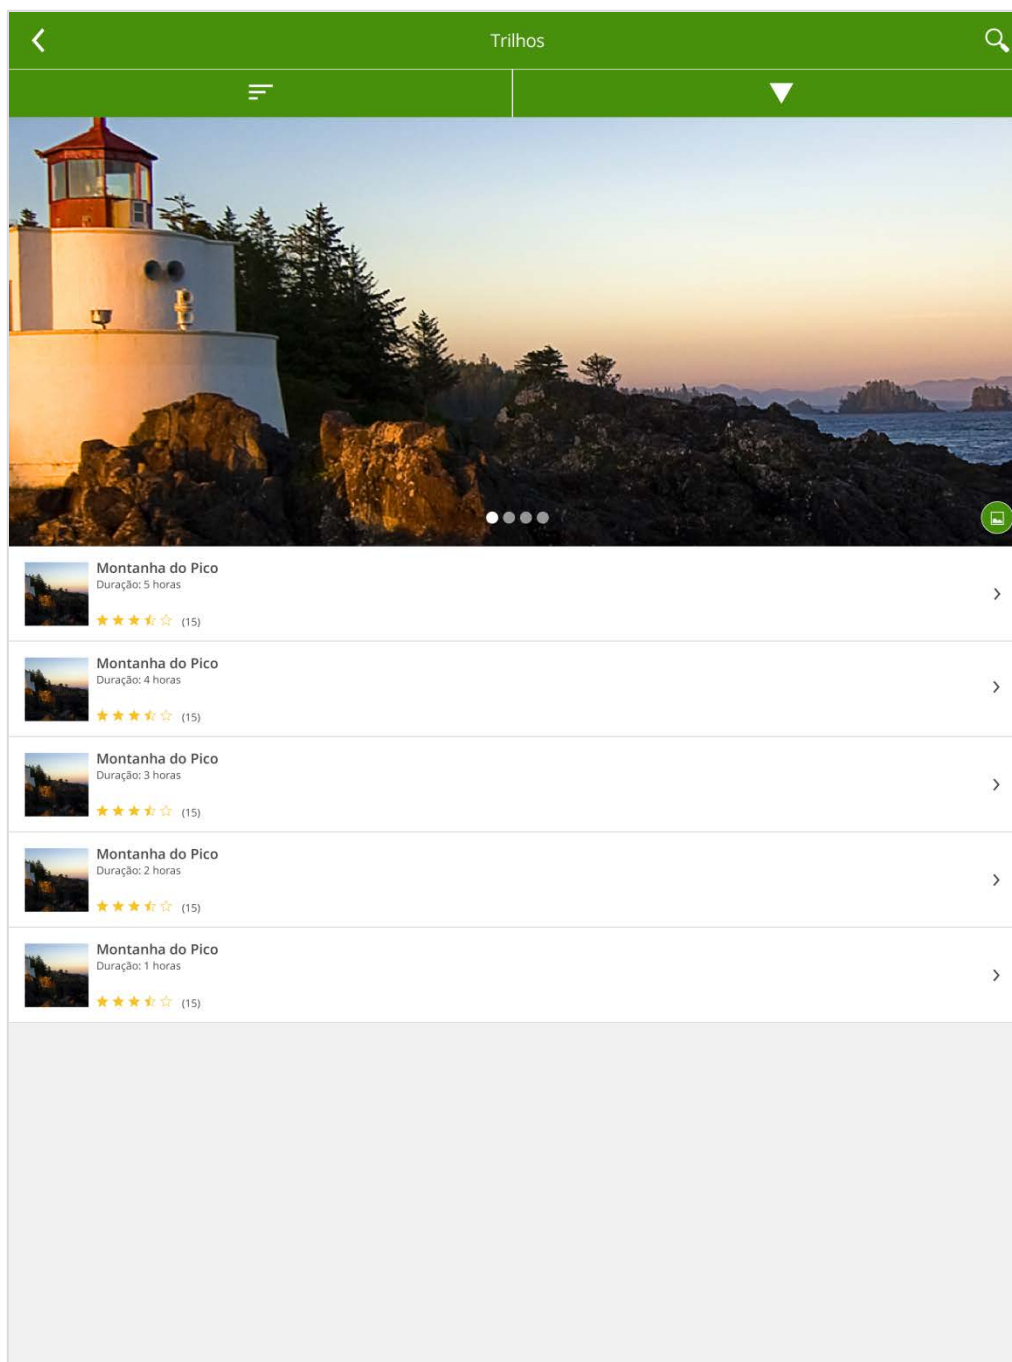 Trilhos
Montanha do Pico
Duração: 5 horas
(15)
Montanha do Pico
Duração: 4 horas
(15)
Montanha do Pico
Duração: 3 horas
(15)
Montanha do Pico
Duração: 2 horas
(15)
Montanha do Pico
Duração: 1 horas
(15)